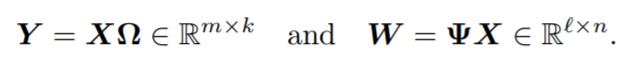 Y = XΩ ∈ ℝ^{m×k} and W = ΨX ∈ ℝ^{ℓ×n}.